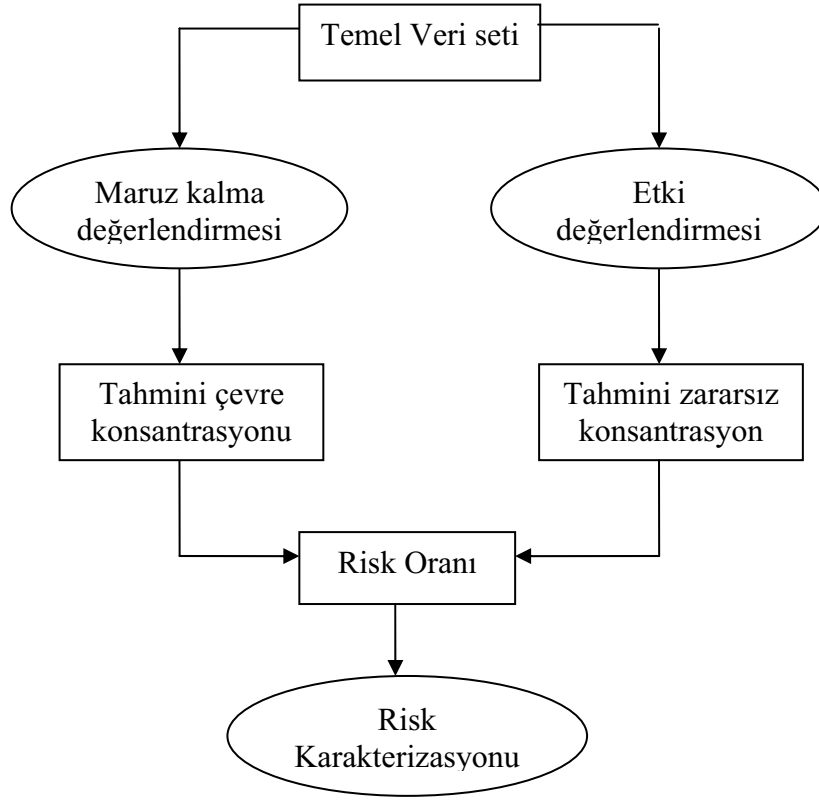 Temel Veri seti
Maruz kalma
değerlendirmesi
Etki
değerlendirmesi
Tahmini çevre
konsantrasyonu
Tahmini zararsız
konsantrasyon
Risk Oranı
Risk
Karakterizasyonu